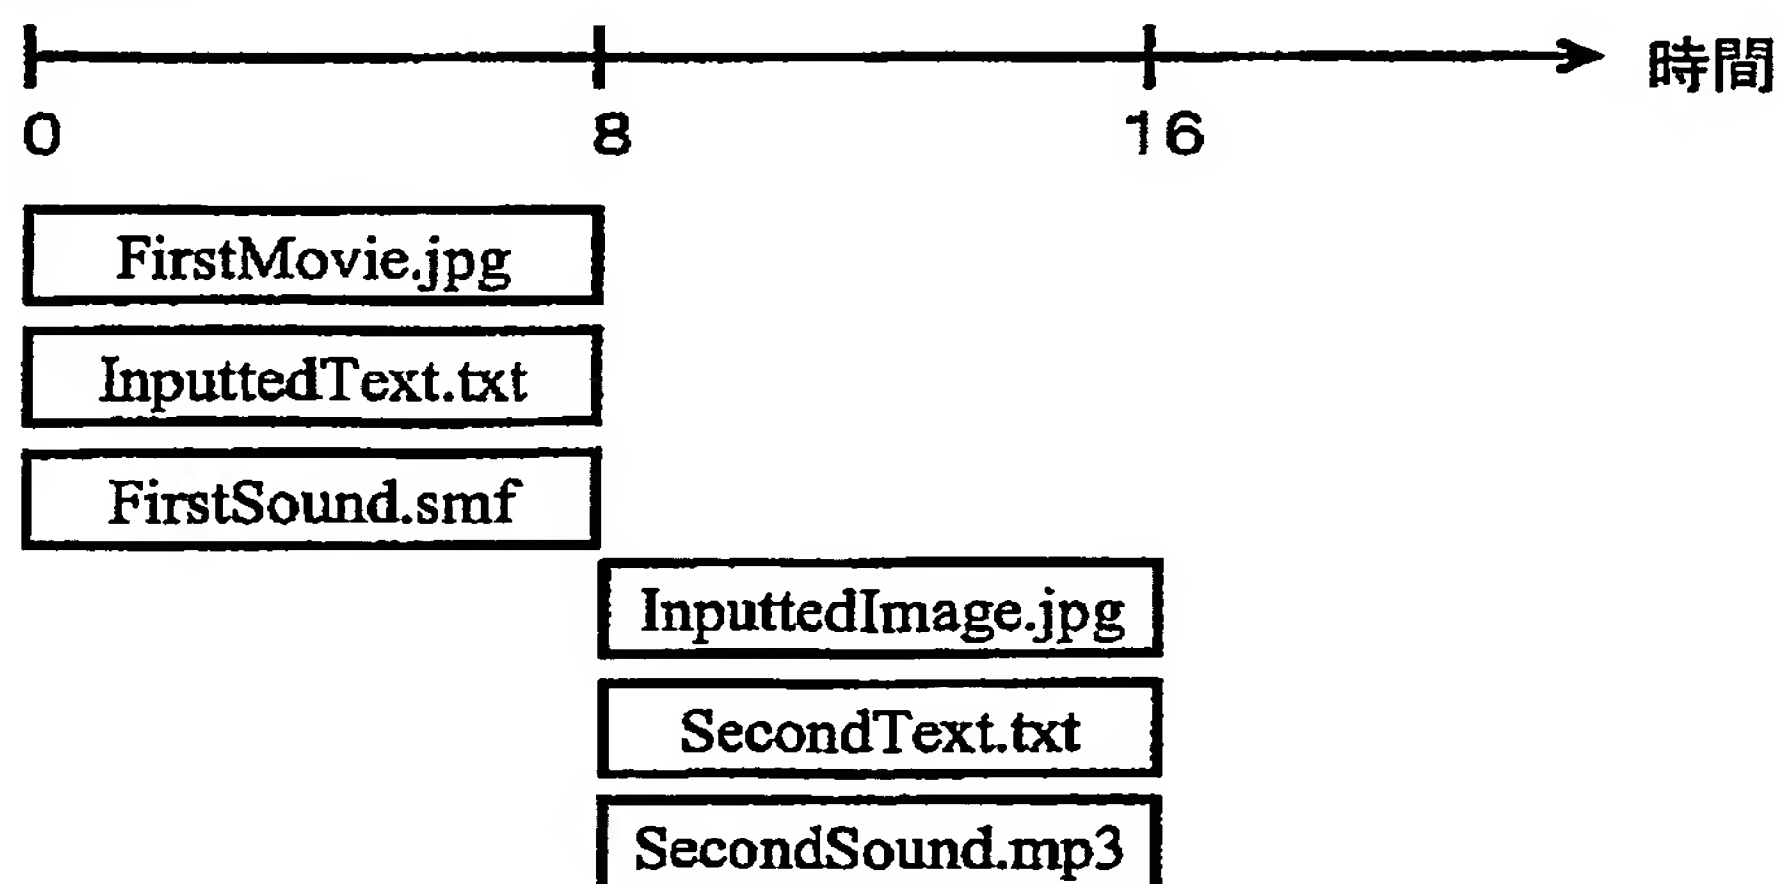 時間
0 8 16
FirstMovie.jpg
InputtedText.txt
FirstSound.smf
InputtedImage.jpg
SecondText.txt
SecondSound.mp3